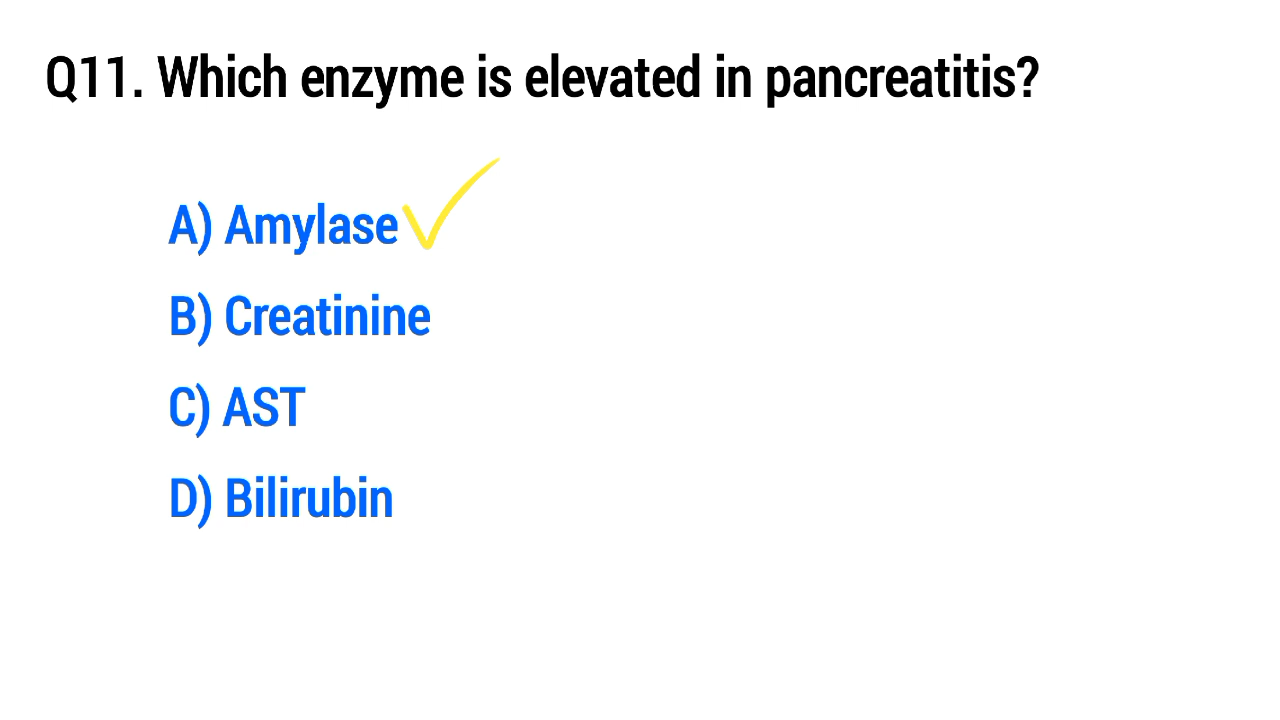 Q11. Which enzyme is elevated in pancreatitis?
A) Amylase
B) Creatinine
C) AST
D) Bilirubin